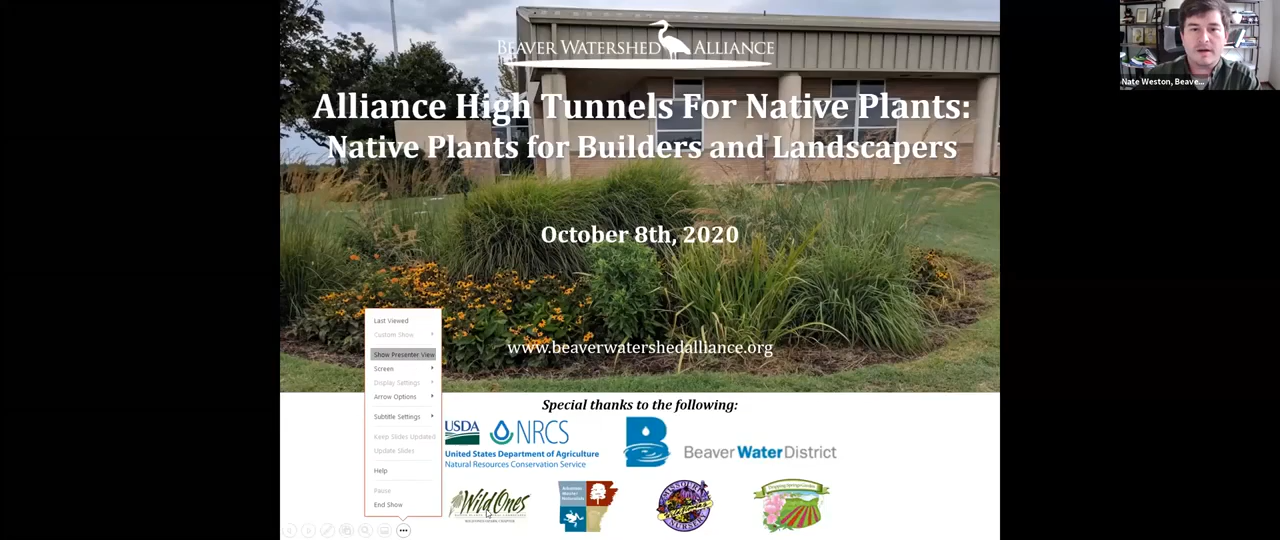 BEAVER WATERSHED ALLIANCE
Alliance High Tunnels For Native Plants:
Native Plants for Builders and Landscapers
October 8th, 2020
www.beaverwatershedalliance.org
Nate Weston, Beave...
Last Viewed
Custom Show
Show Presenter View
Screen
Display Settings
Arrow Options
Subtitle Settings
Keep Slides Updated
Update Slides
Help
Pause
End Show
Special thanks to the following:
USDA NRCS
United States Department of Agriculture
Natural Resources Conservation Service
Beaver Water District
Wild Ones